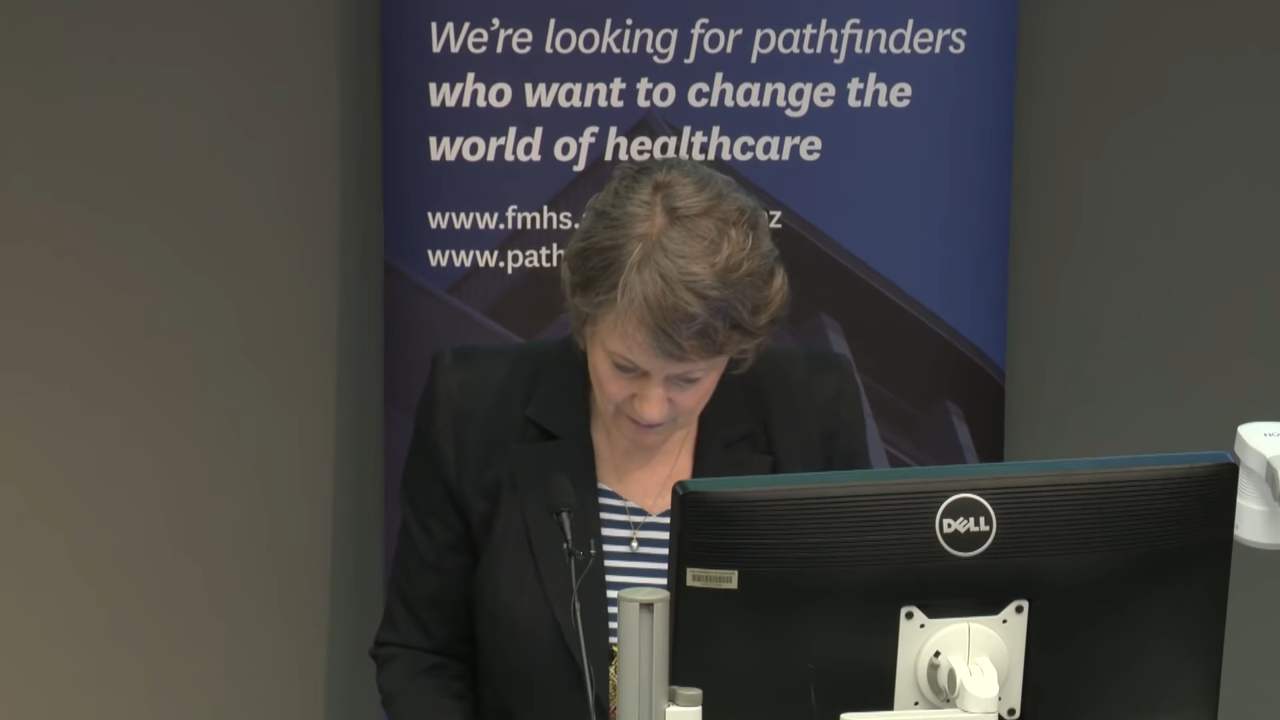 We're looking for pathfinders
who want to change the
world of healthcare
www.fmhs.
www.path
DELL